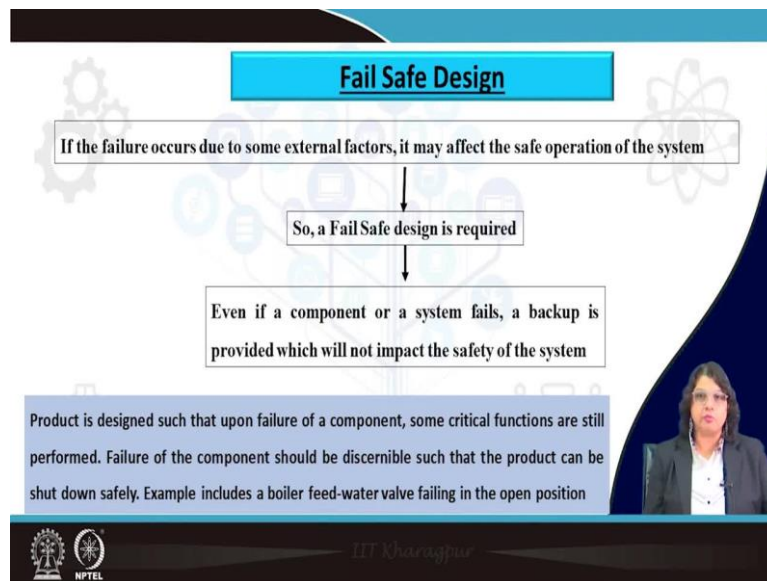 Fail Safe Design
If the failure occurs due to some external factors, it may affect the safe operation of the system
So, a Fail Safe design is required
Even if a component or a system fails, a backup is
provided which will not impact the safety of the system
Product is designed such that upon failure of a component, some critical functions are still
performed. Failure of the component should be discernible such that the product can be
shut down safely. Example includes a boiler feed-water valve failing in the open position
IIT Kharagpur
NPTEL